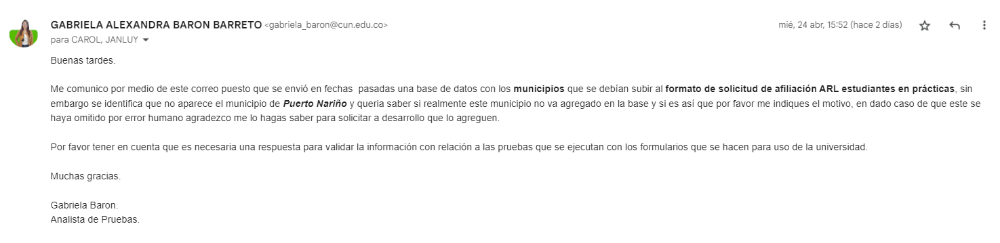 GABRIELA ALEXANDRA BARON BARRETO <gabriela_baron@cun.edu.co>
mié, 24 abr, 15:52 (hace 2 días)
para CAROL, JANLUY
Buenas tardes.
Me comunico por medio de este correo puesto que se envió en fechas  pasadas una base de datos con los municipios que se debían subir al formato de solicitud de afiliación ARL estudiantes en prácticas, sin
embargo se identifica que no aparece el municipio de Puerto Nariño y queria saber si realmente este municipio no va agregado en la base y si es así que por favor me indiques el motivo, en dado caso de que este se
haya omitido por error humano agradezco me lo hagas saber para solicitar a desarrollo que lo agreguen.
Por favor tener en cuenta que es necesaria una respuesta para validar la información con relación a las pruebas que se ejecutan con los formularios que se hacen para uso de la universidad.
Muchas gracias.
Gabriela Baron.
Analista de Pruebas.